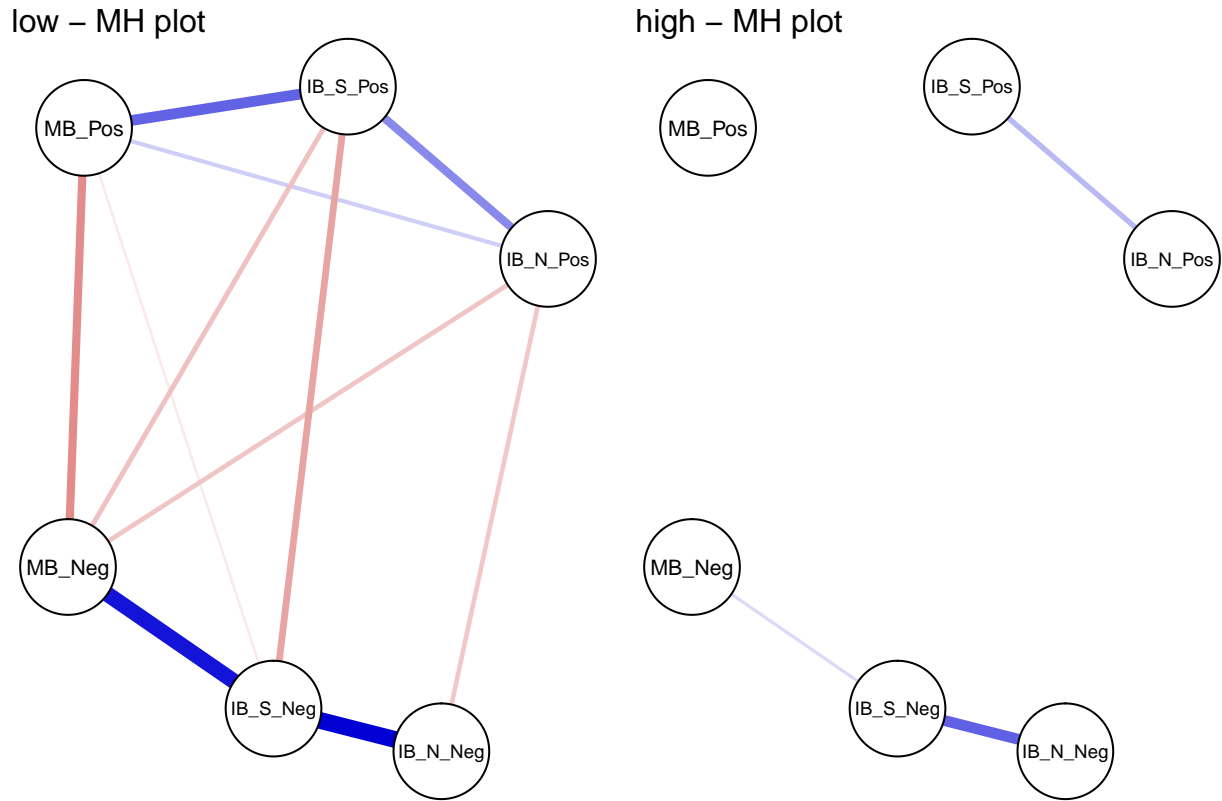 low – MH plot
IB_S_Pos
MB_Pos
IB_N_Pos
MB_Neg
IB_S_Neg
IB_N_Neg
high – MH plot
IB_S_Pos
MB_Pos
IB_N_Pos
MB_Neg
IB_S_Neg
IB_N_Neg